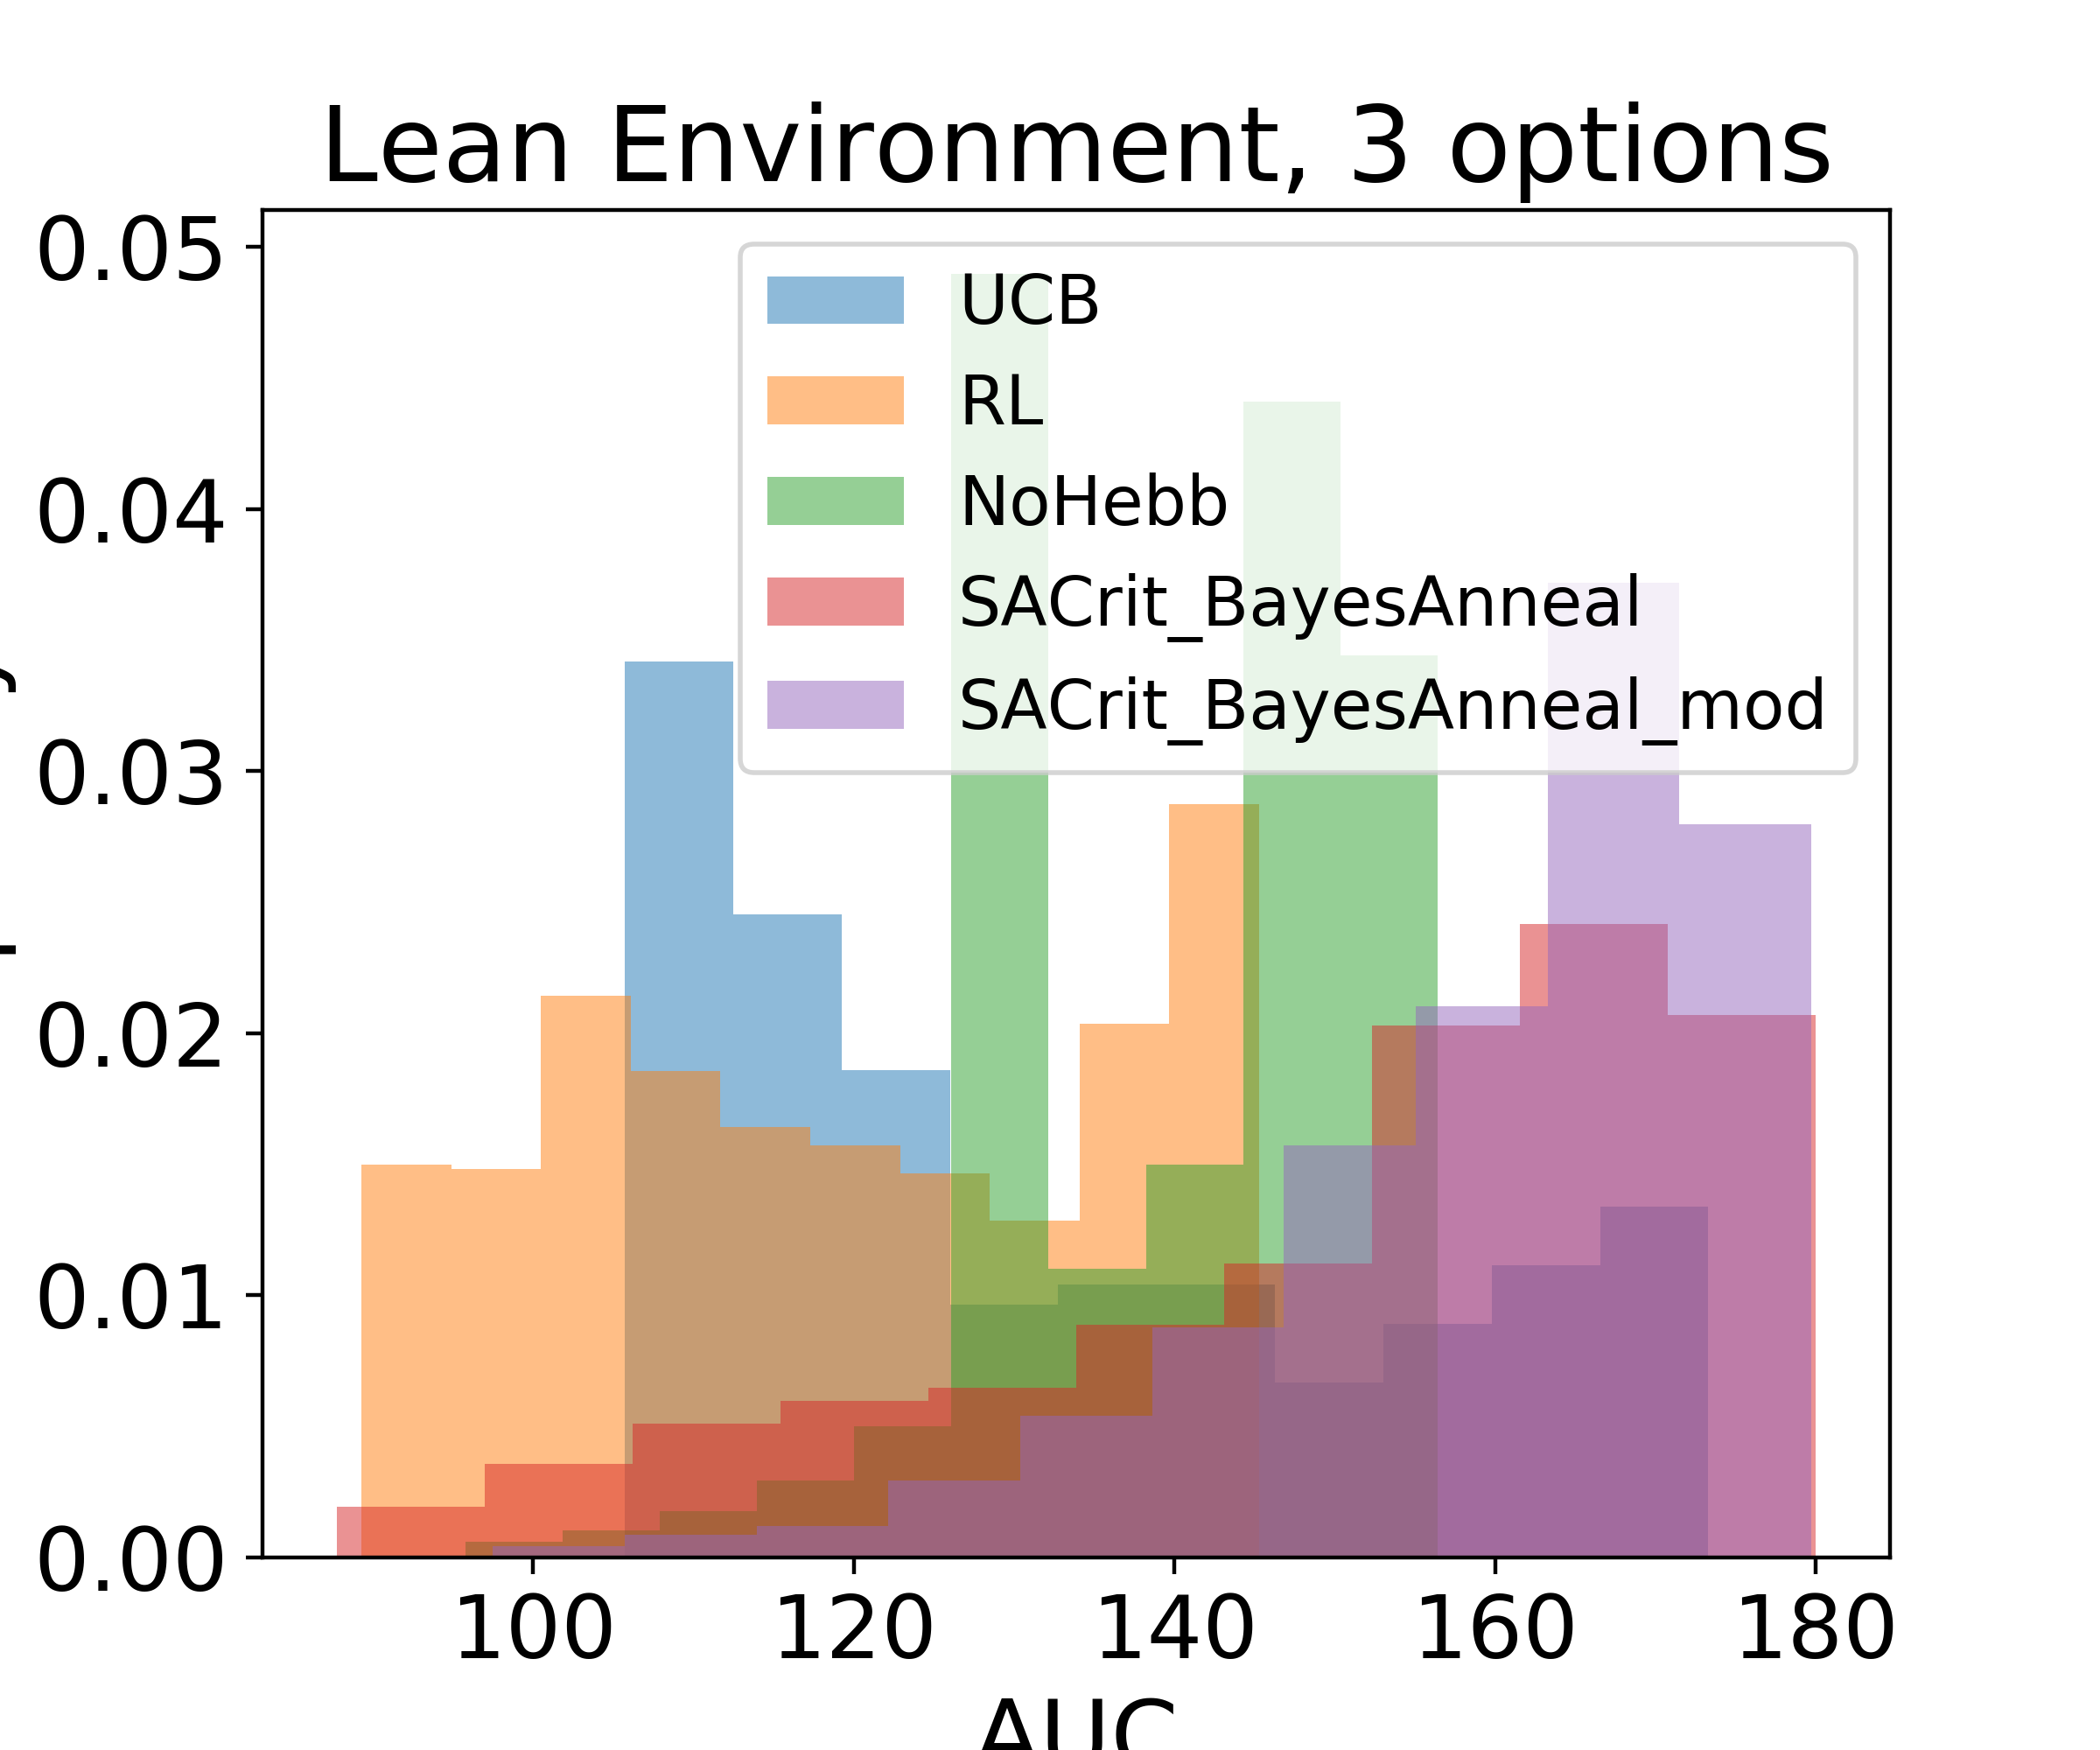 Lean Environment, 3 options
0.05
0.04
0.03
0.02
0.01
0.00
UCB
RL
NoHebb
SACrit_BayesAnneal
SACrit_BayesAnneal_mod
100 120 140 160 180
AUC